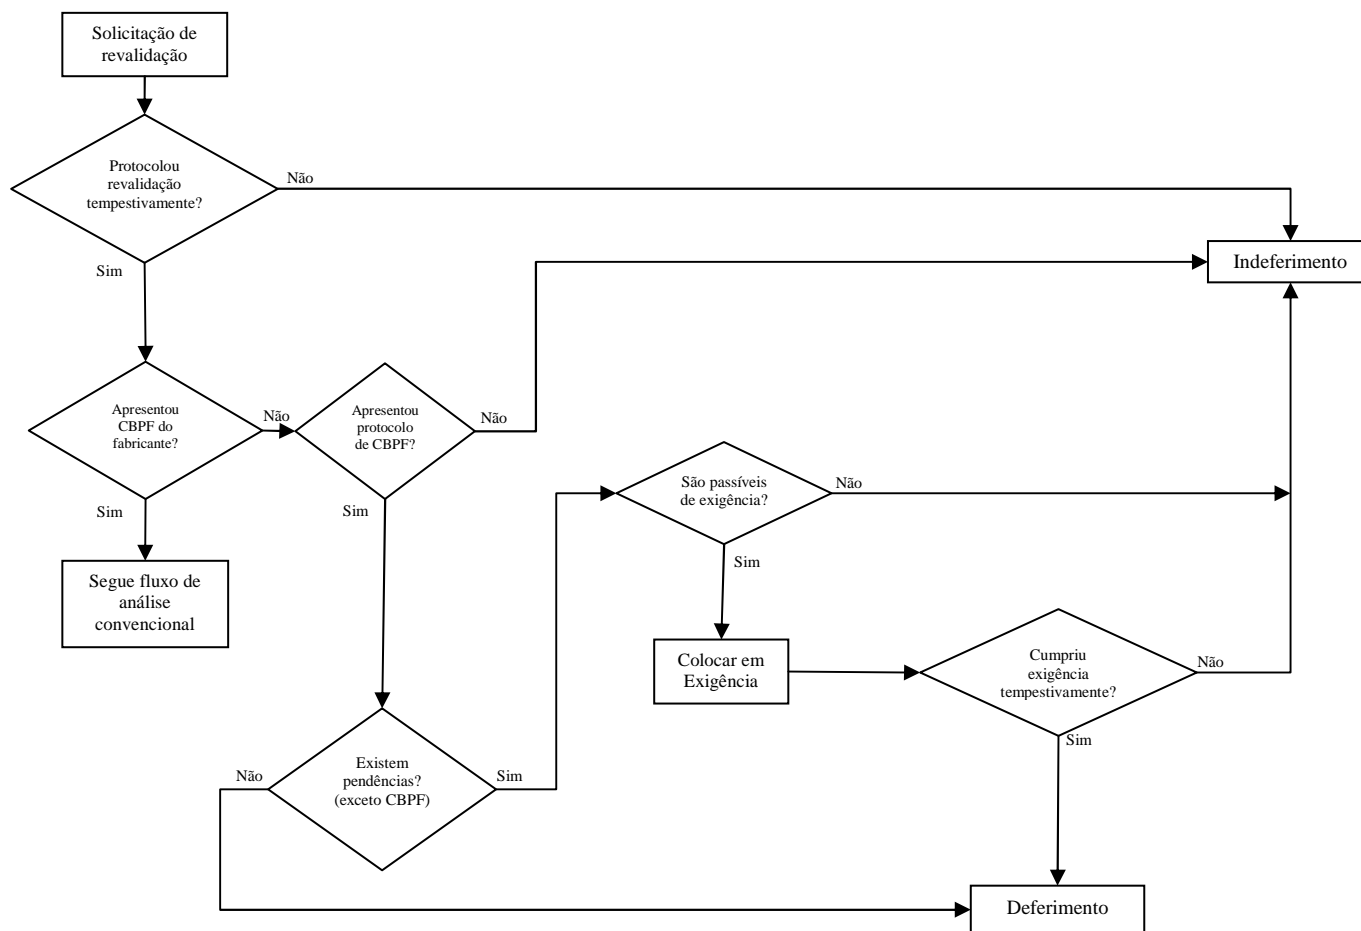 Solicitação de
revalidação
Protocolou
revalidação
tempestivamente?
Não
Sim
Indeferimento
Apresentou
CBPF do
fabricante?
Não
Apresentou
protocolo
de CBPF?
Não
Sim
Sim
São passíveis
de exigência?
Não
Sim
Segue fluxo de
análise
convencional
Colocar em
Exigência
Cumpriu
exigência
tempestivamente?
Não
Sim
Existem
pendências?
(exceto CBPF)
Não
Sim
Deferimento